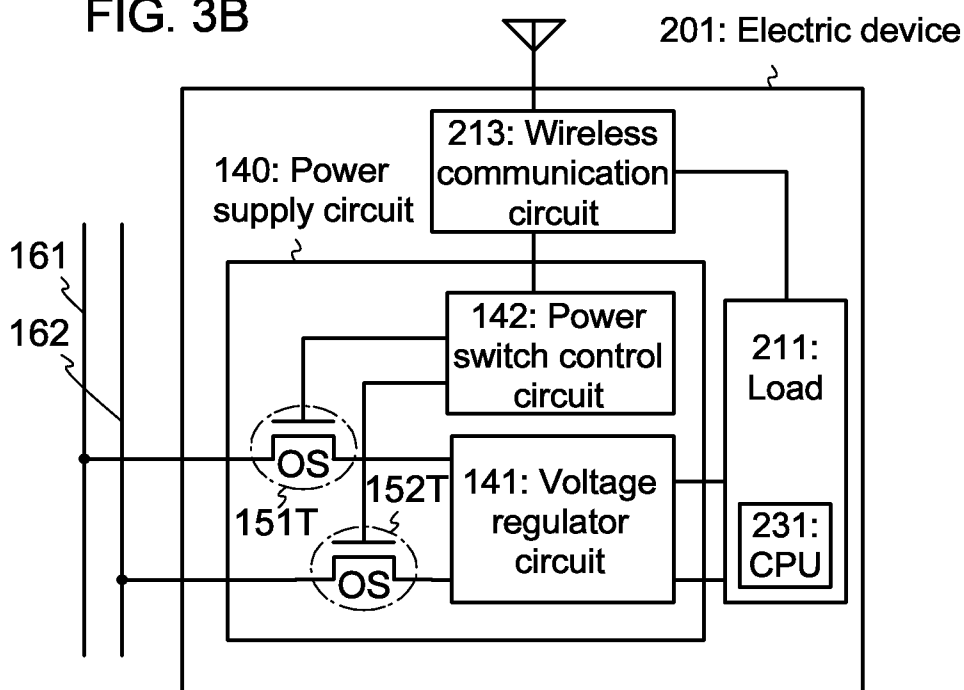 FIG. 3B
201: Electric device
213: Wireless
communication
circuit
140: Power
supply circuit
161
162
142: Power
switch control
circuit
211:
Load
OS
151T
152T
141: Voltage
regulator
circuit
231:
CPU
OS